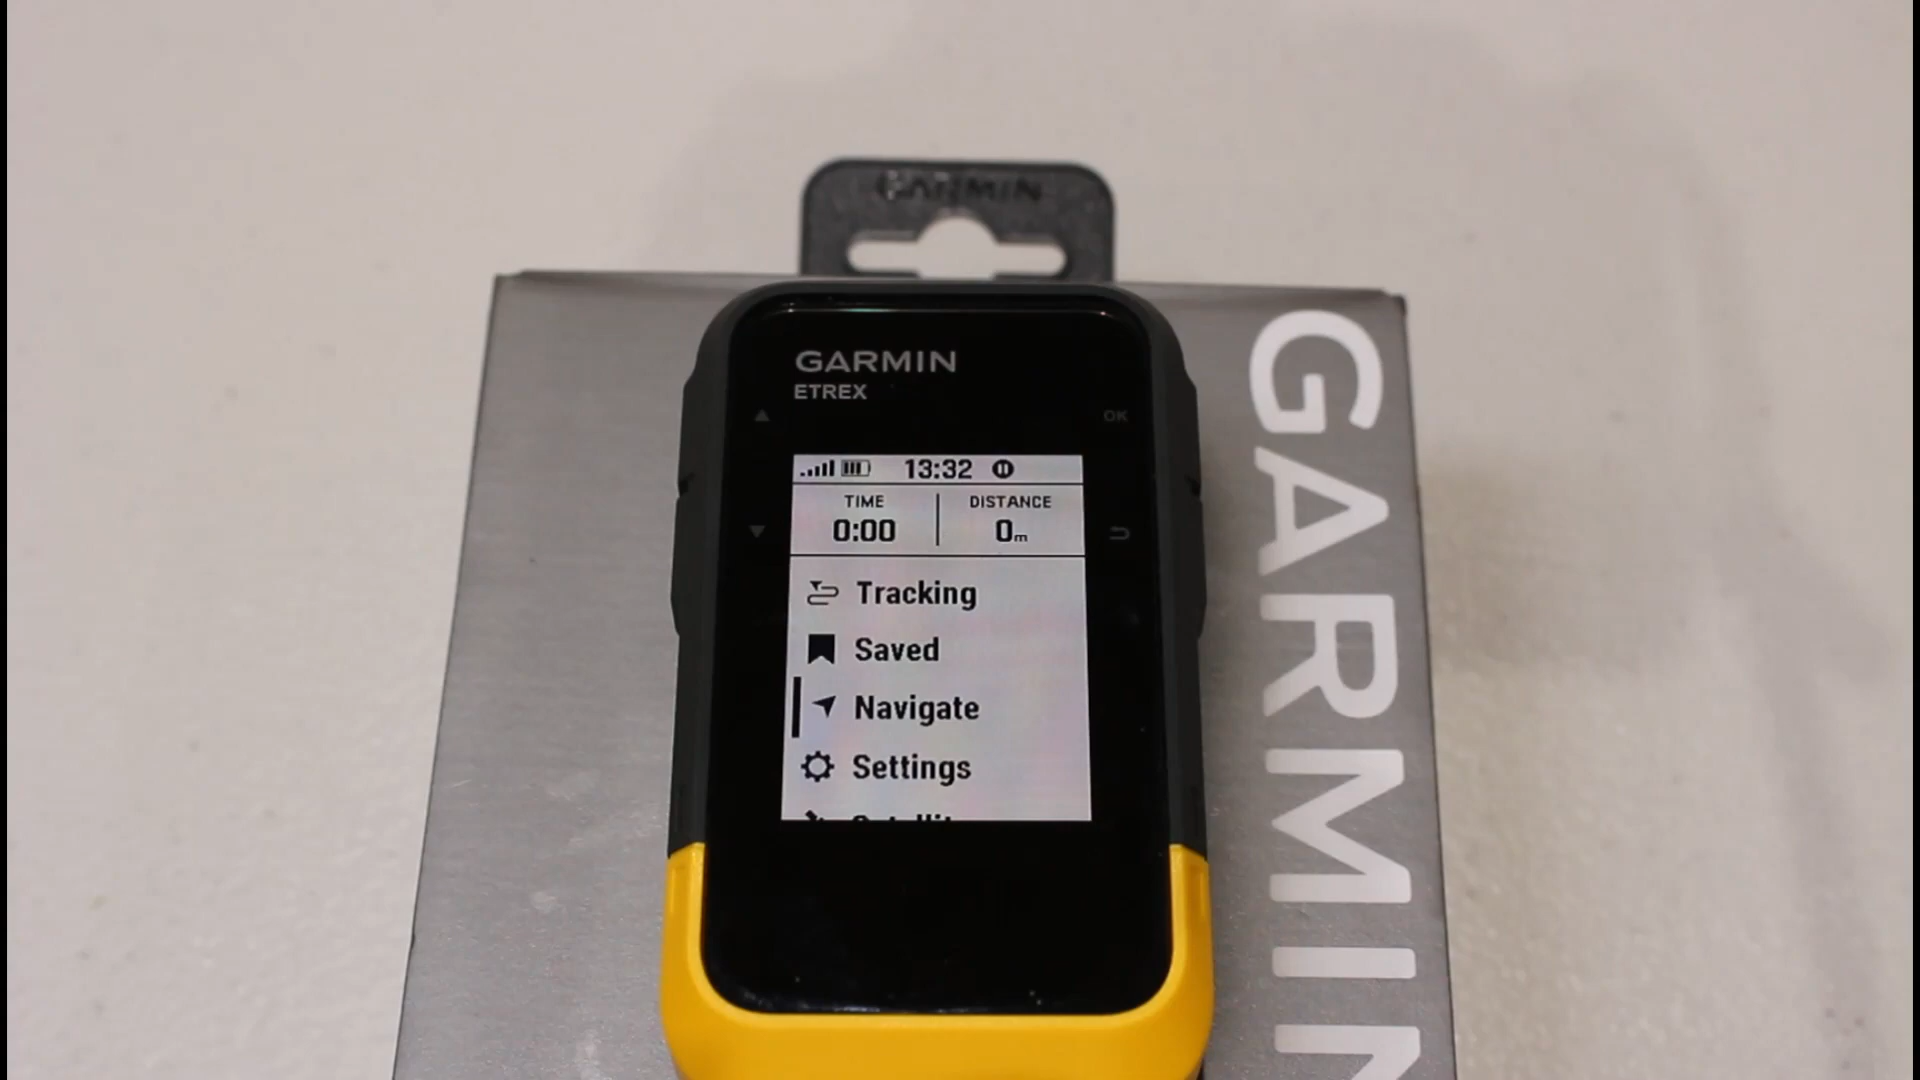 GARMIN
GARMIN
ETREX
OK
13:32
TIME
0:00
DISTANCE
0m
Tracking
Saved
Navigate
Settings
GARMIN